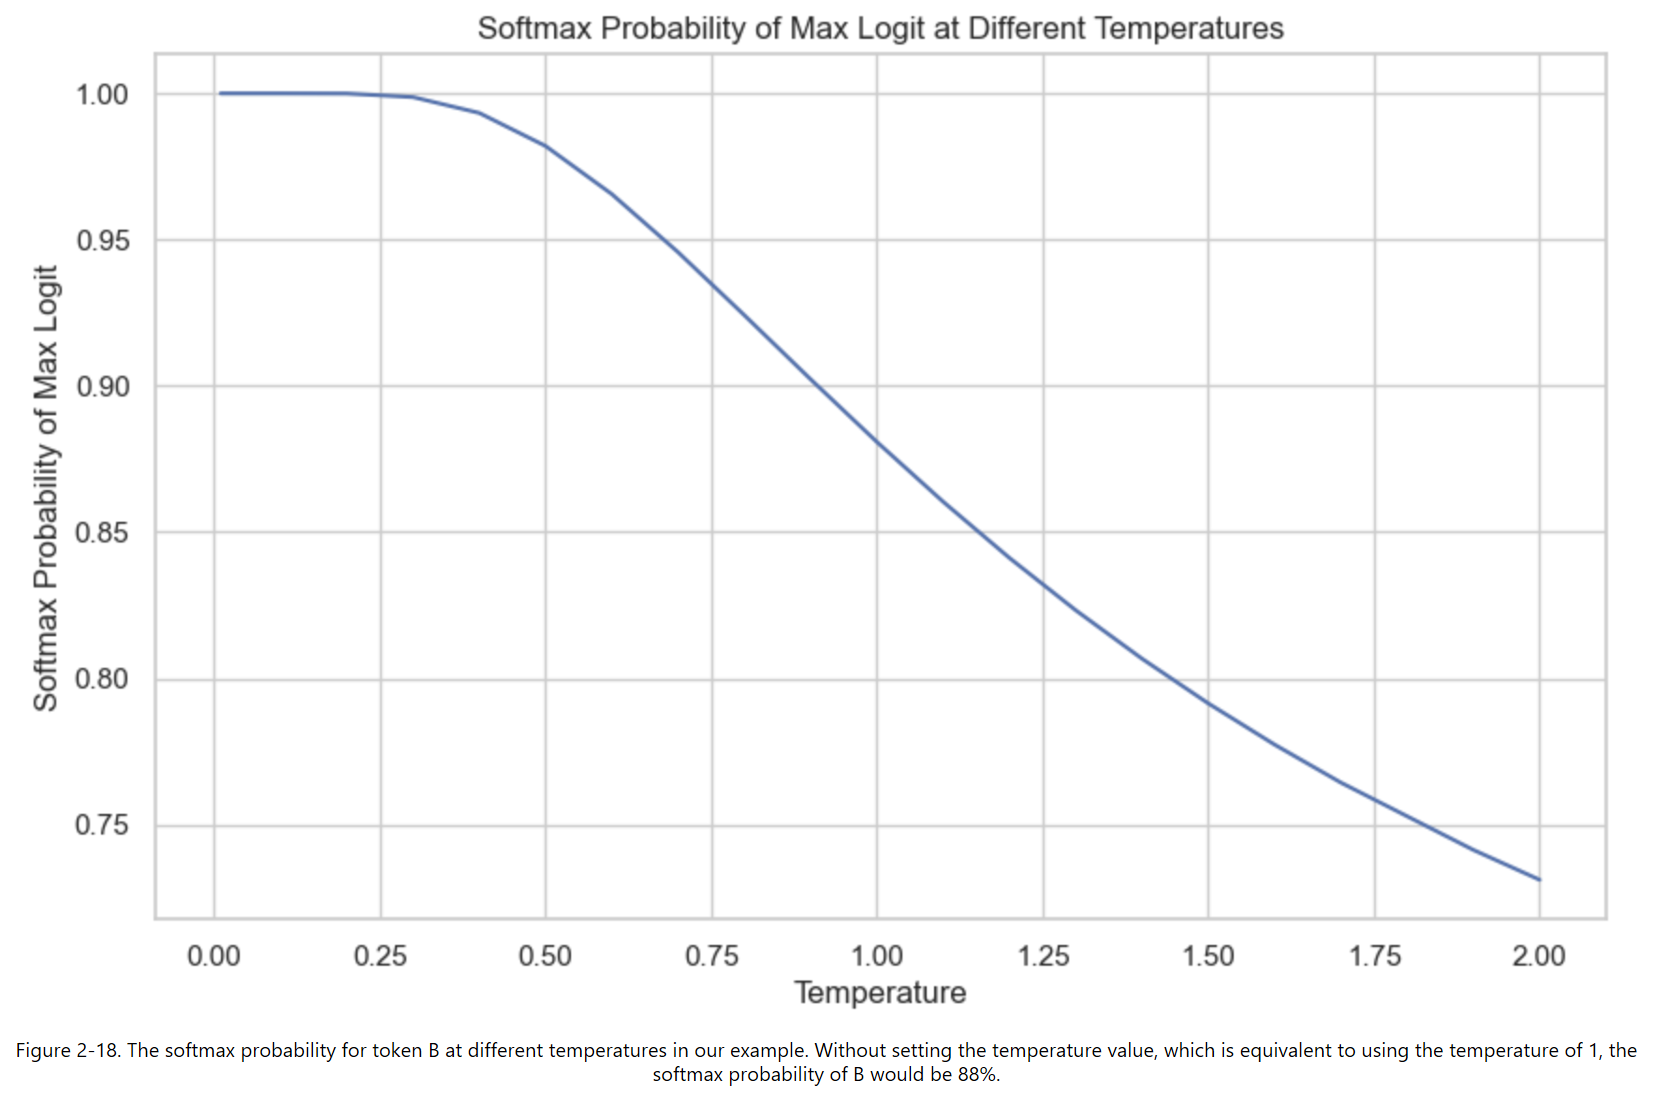 Softmax Probability of Max Logit at Different Temperatures
Softmax Probability of Max Logit
1.00
0.95
0.90
0.85
0.80
0.75
0.00 0.25 0.50 0.75 1.00 1.25 1.50 1.75 2.00
Temperature
Figure 2-18. The softmax probability for token B at different temperatures in our example. Without setting the temperature value, which is equivalent to using the temperature of 1, the
softmax probability of B would be 88%.